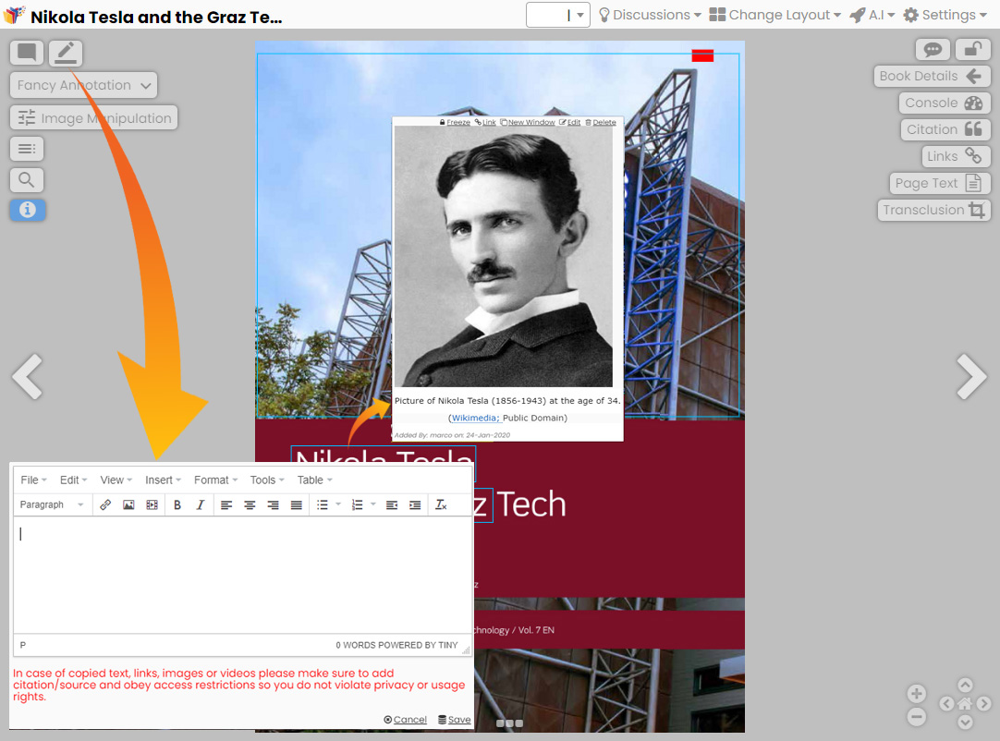 Nikola Tesla and the Graz Te...
Discussions
Change Layout
A.I
Settings
Fancy Annotation
Image Manipulation
Book Details
Console
Citation
Links
Page Text
Transclusion
Freeze Link New Window Edit Delete
Picture of Nikola Tesla (1856-1943) at the age of 34.
(Wikimedia; Public Domain)
Added By: marco on: 24-Jan-2020
Nikola Tesla
z Tech
z
chnology / Vol. 7 EN
File Edit View Insert Format Tools Table
Paragraph B I
P 0 WORDS POWERED BY TINY
In case of copied text, links, images or videos please make sure to add
citation/source and obey access restrictions so you do not violate privacy or usage
rights.
Cancel Save